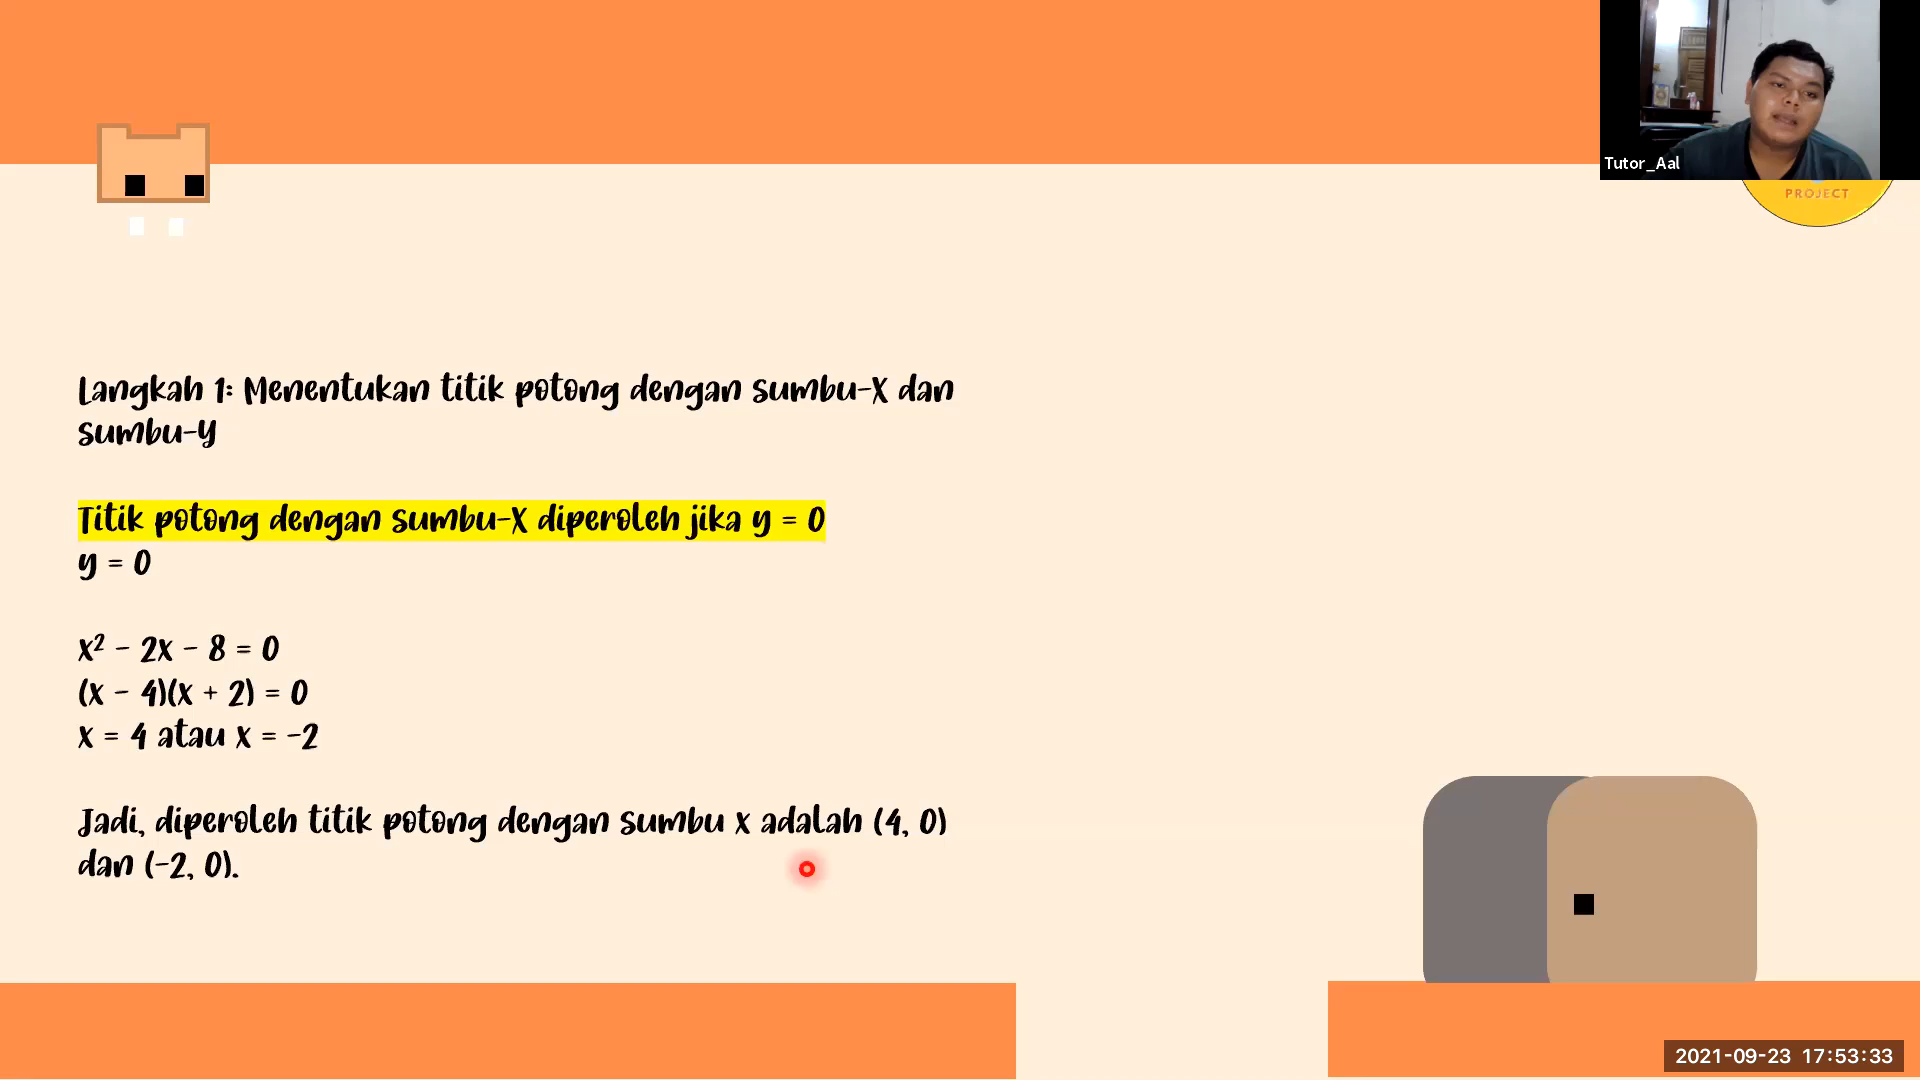 Tutor_Aal
PROJECT
Langkah 1: Menentukan titik potong dengan sumbu-X dan
sumbu-Y
Titik potong dengan sumbu-X diperoleh jika y = 0
y = 0
x² - 2x - 8 = 0
(x - 4)(x + 2) = 0
x = 4 atau x = -2
Jadi, diperoleh titik potong dengan sumbu x adalah (4, 0)
dan (-2, 0).
2021-09-23 17:53:33